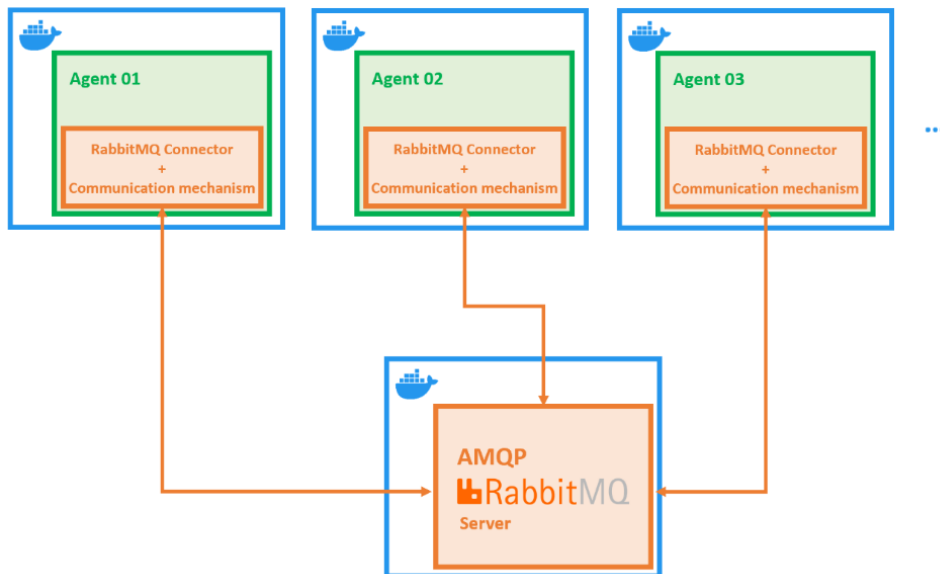 Agent 01
RabbitMQ Connector
+
Communication mechanism
Agent 02
RabbitMQ Connector
+
Communication mechanism
Agent 03
RabbitMQ Connector
+
Communication mechanism
..
AMQP
RabbitMQ
Server